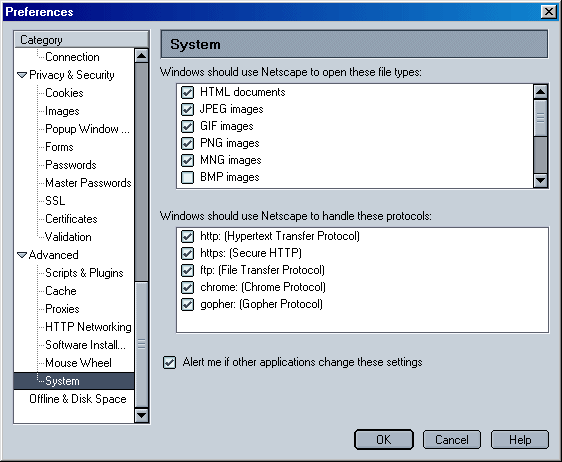 Preferences
Category
Connection
Privacy & Security
Cookies
Images
Popup Window ...
Forms
Passwords
Master Passwords
SSL
Certificates
Validation
Advanced
Scripts & Plugins
Cache
Proxies
HTTP Networking
Software Install...
Mouse Wheel
System
Offline & Disk Space
System
Windows should use Netscape to open these file types:
HTML documents
JPEG images
GIF images
PNG images
MNG images
BMP images
Windows should use Netscape to handle these protocols:
http: (Hypertext Transfer Protocol)
https: (Secure HTTP)
ftp: (File Transfer Protocol)
chrome: (Chrome Protocol)
gopher: (Gopher Protocol)
Alert me if other applications change these settings
OK Cancel Help